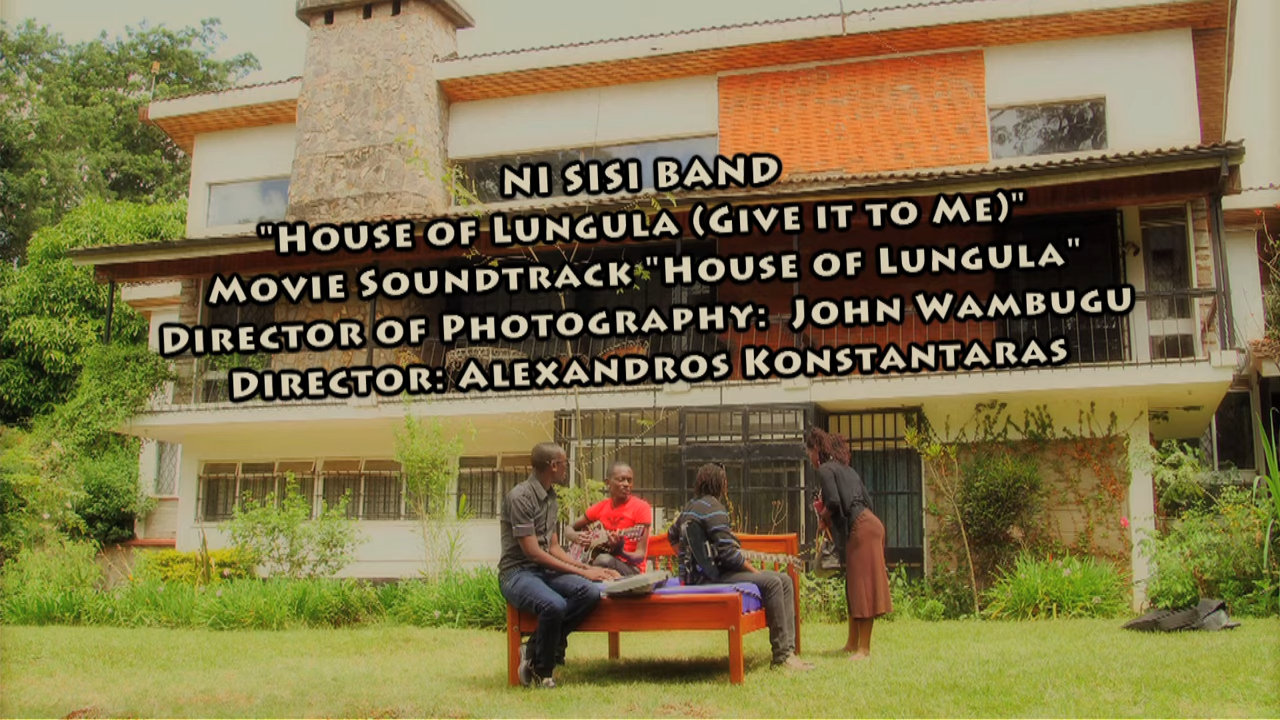 NI SISI BAND
"HOUSE OF LUNGULA (GIVE IT TO ME)"
MOVIE SOUNDTRACK "HOUSE OF LUNGULA"
DIRECTOR OF PHOTOGRAPHY: JOHN WAMBUGU
DIRECTOR: ALEXANDROS KONSTANTARAS